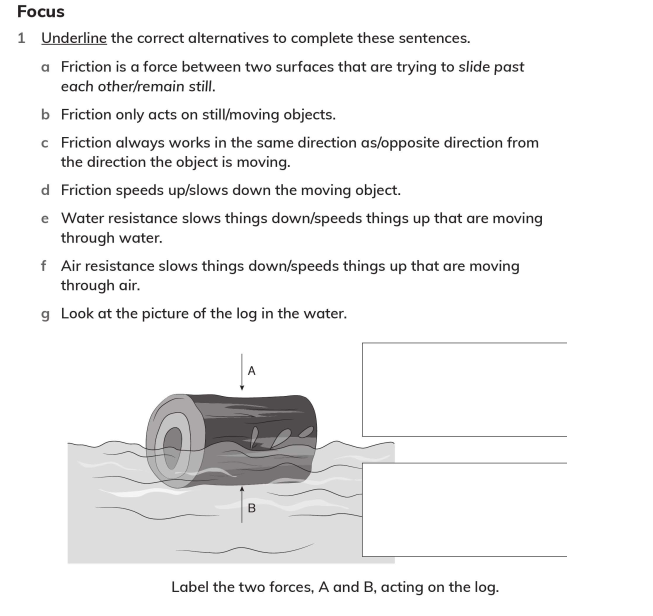 Focus
1 Underline the correct alternatives to complete these sentences.
a Friction is a force between two surfaces that are trying to slide past
each other/remain still.
b Friction only acts on still/moving objects.
c Friction always works in the same direction as/opposite direction from
the direction the object is moving.
d Friction speeds up/slows down the moving object.
e Water resistance slows things down/speeds things up that are moving
through water.
f Air resistance slows things down/speeds things up that are moving
through air.
g Look at the picture of the log in the water.
A
B
Label the two forces, A and B, acting on the log.